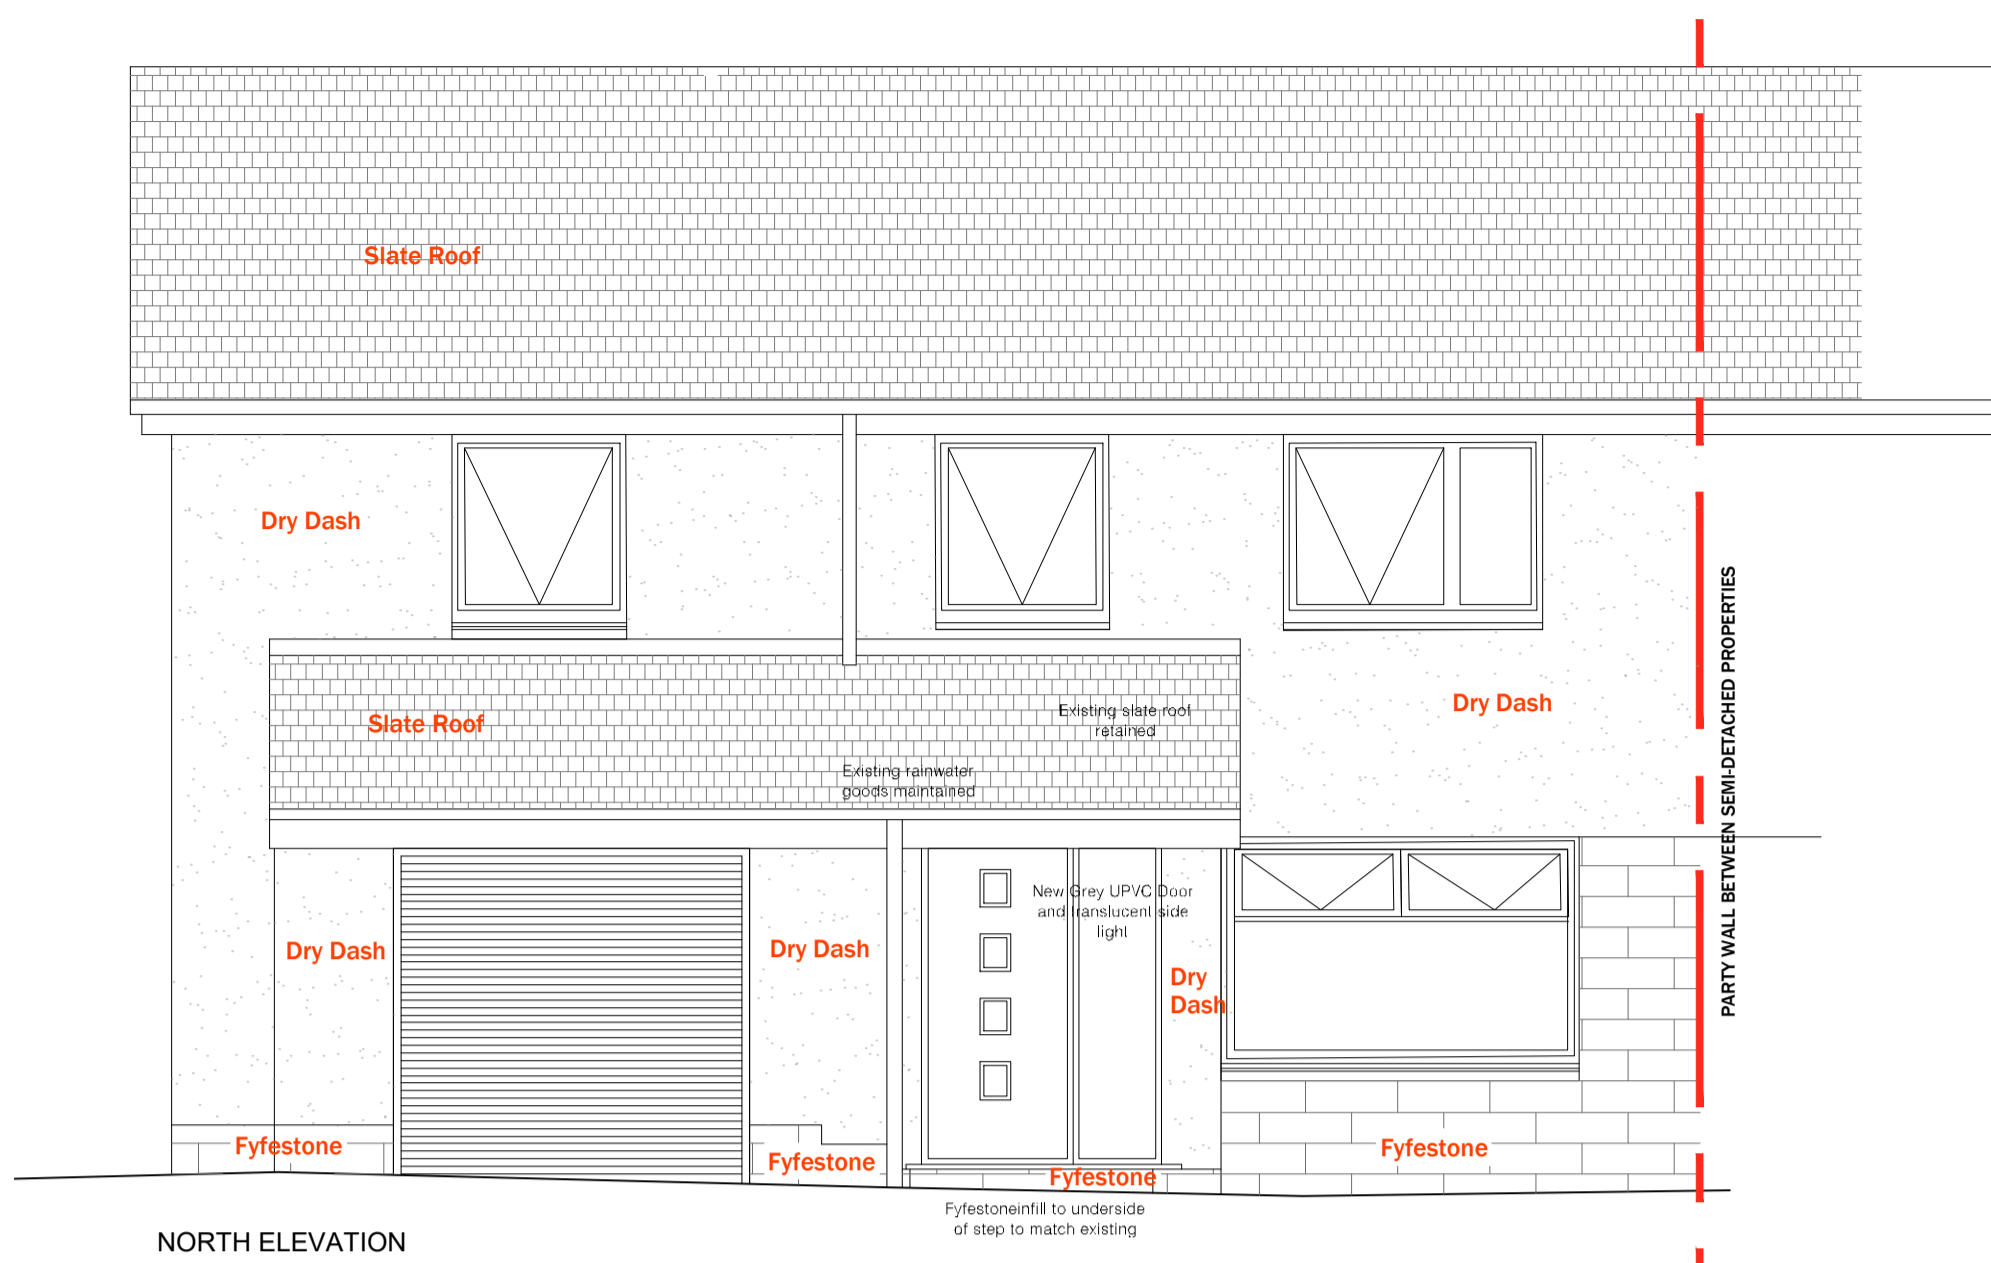 Slate Roof
Dry Dash
Slate Roof
Existing slate roof
retained
Dry Dash
Existing rainwater
goods maintained
PARTY WALL BETWEEN SEMI-DETACHED PROPERTIES
Dry Dash
Dry Dash
New Grey UPVC Door
and translucent side
light
Dry
Dash
Fyfestone
Fyfestone
Fyfestone
Fyfestone
Fyfestoneinfill to underside
of step to match existing
NORTH ELEVATION